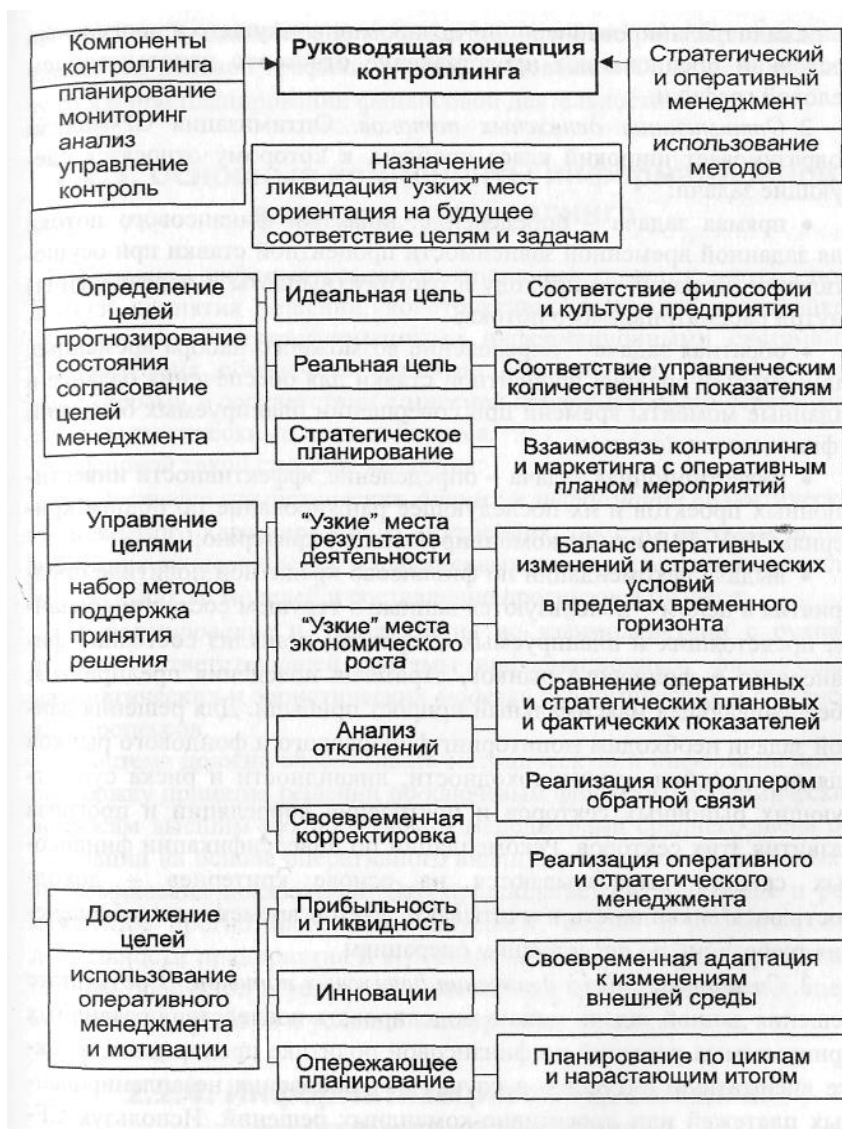 Компоненты
контроллинга
планирование
мониторинг
анализ
управление
контроль
Руководящая концепция
контроллинга
Стратегический
и оперативный
менеджмент
использование
методов
Назначение
ликвидация "узких" мест
ориентация на будущее
соответствие целям и задачам
Определение
целей
прогнозирование
состояния
согласование
целей
менеджмента
Идеальная цель
Соответствие философии
и культуре предприятия
Реальная цель
Соответствие управленческим
количественным показателям
Стратегическое
планирование
Взаимосвязь контроллинга
и маркетинга с оперативным
планированием
Управление
целями
набор методов
поддержки
принятия
решения
"Узкие" места
результатов
деятельности
Баланс оперативных
изменений и стратегических
условий
в пределах временного
горизонта
"Узкие" места
экономического
роста
Сравнение оперативных
и стратегических плановых
и фактических показателей
Анализ
отклонений
Реализация контроллером
обратной связи
Своевременная
корректировка
Реализация оперативного
и стратегического
менеджмента
Достижение
целей
использование
оперативного
менеджмента
и мотивации
Прибыльность
и ликвидность
Своевременная адаптация
к изменениям
внешней среды
Инновации
Опережающее
планирование
Планирование по циклам
и нарастающим итогом